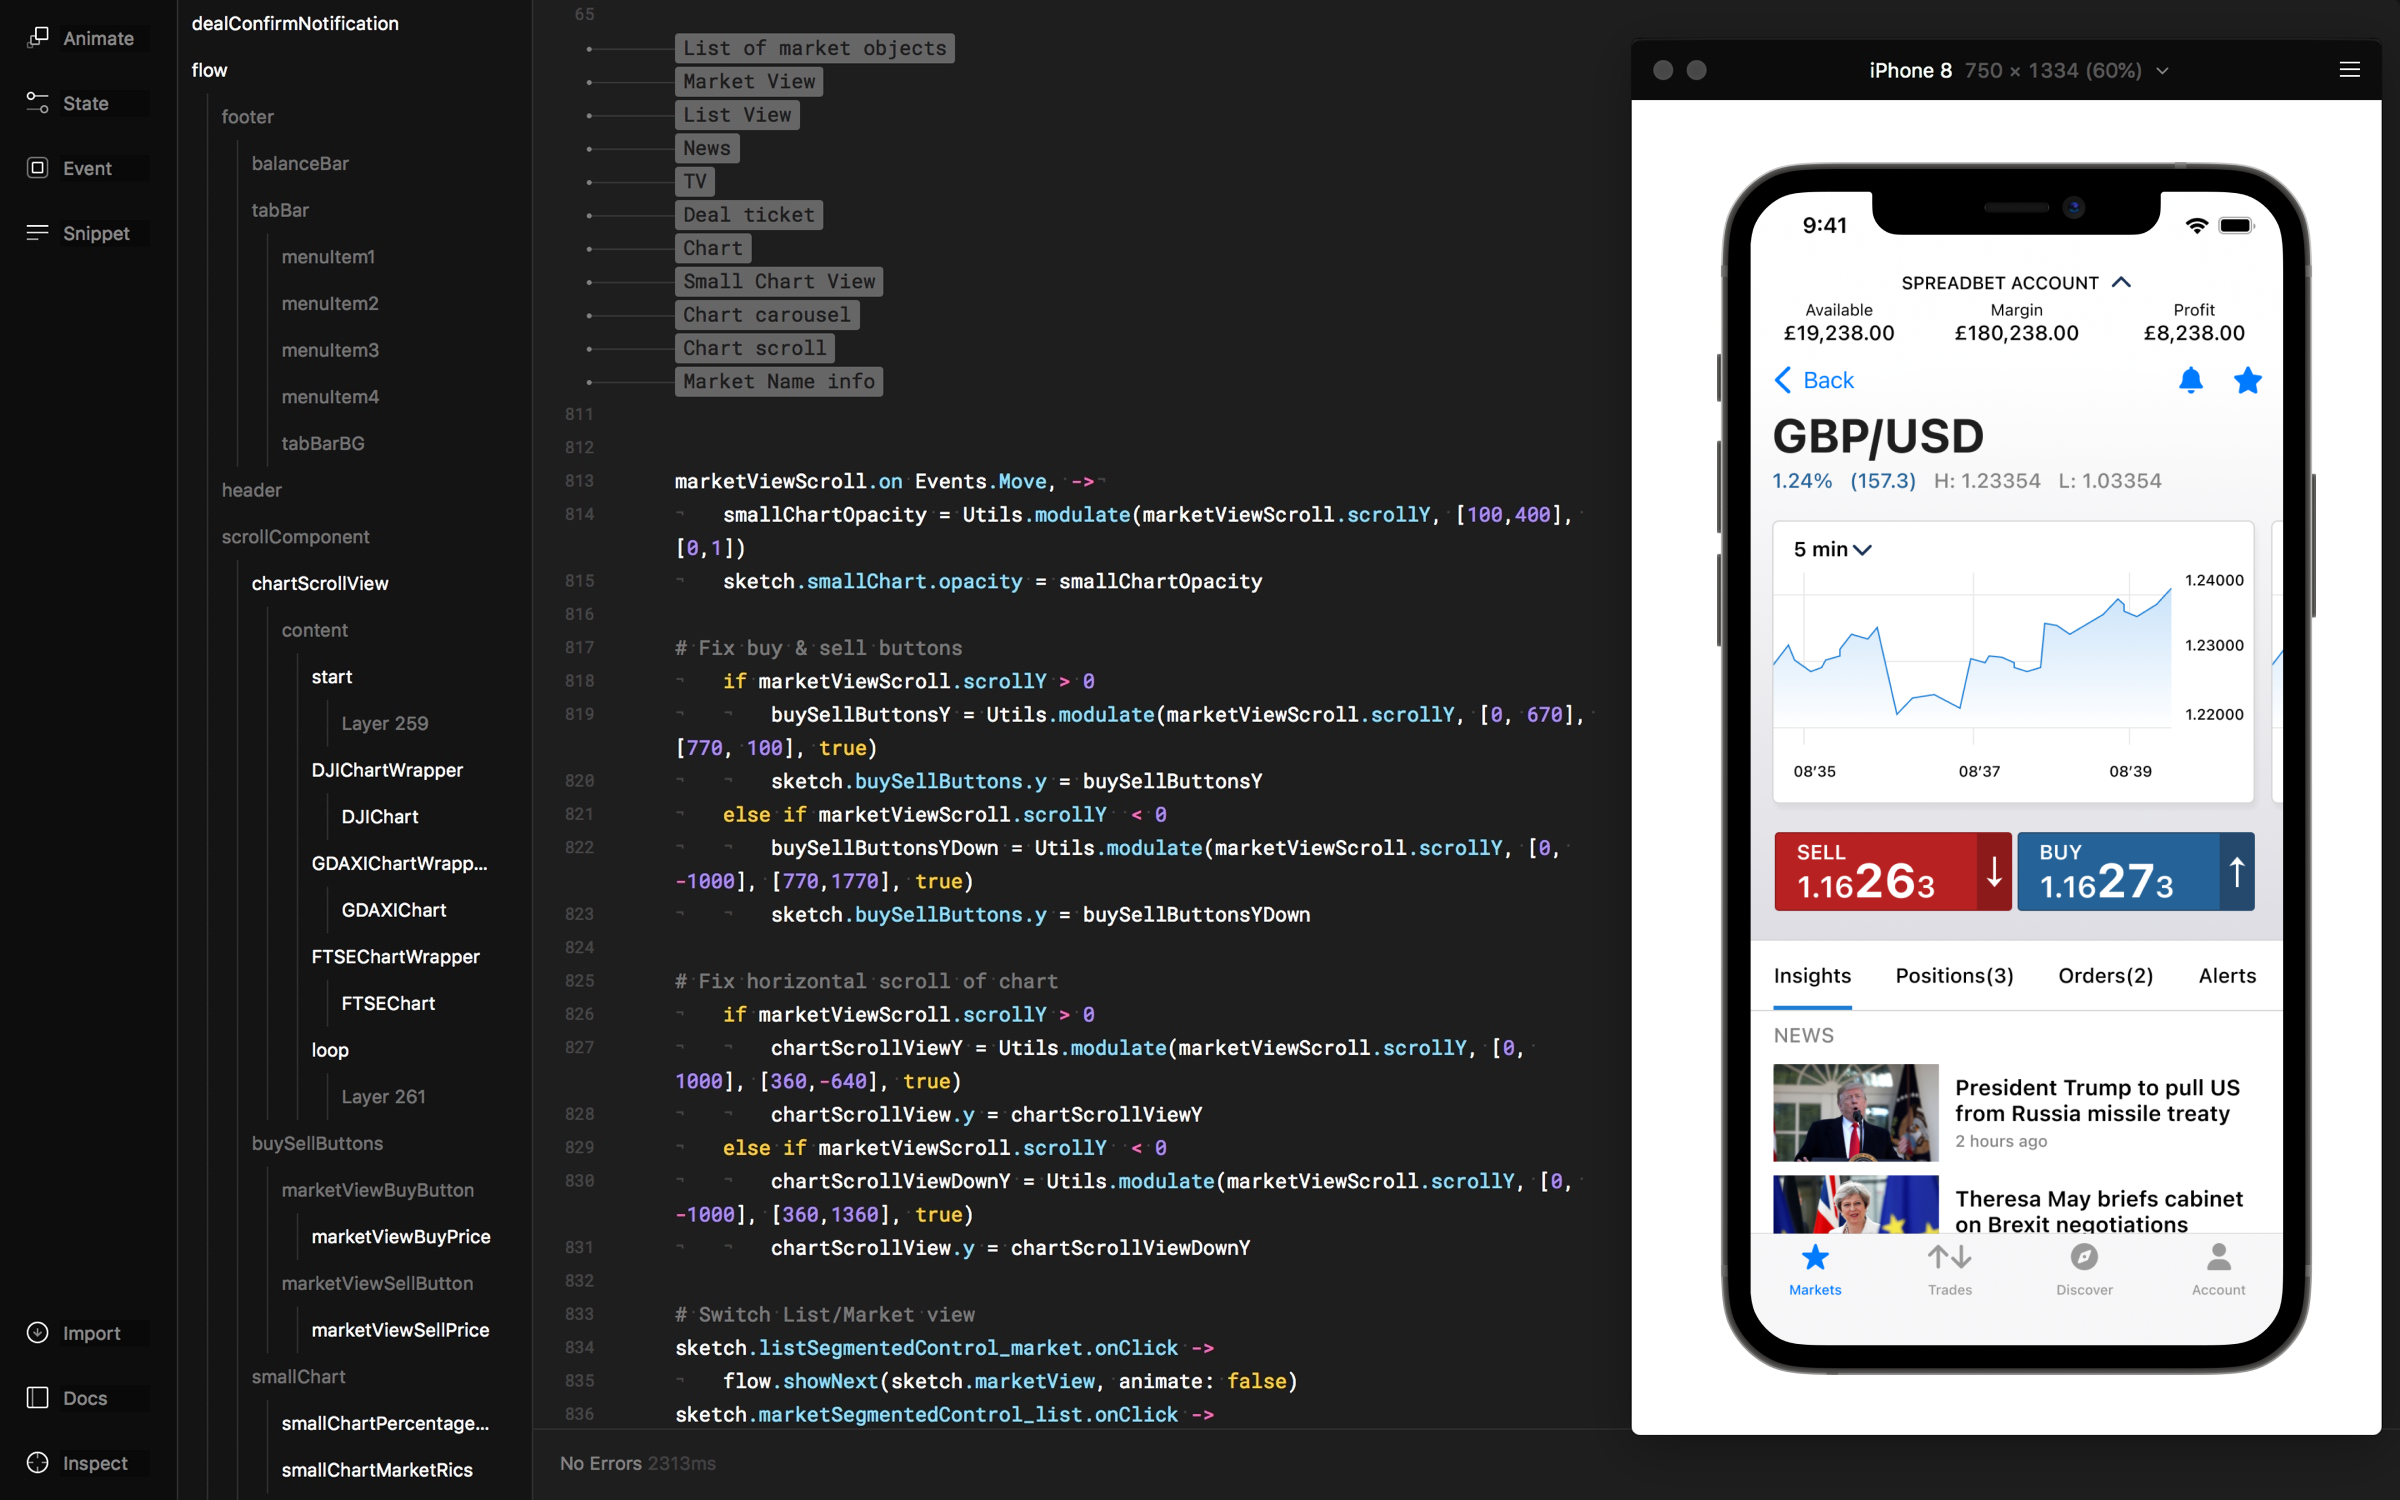 Animate
State
Event
Snippet
Import
Docs
Inspect
dealConfirmNotification
flow
footer
balanceBar
tabBar
menuItem1
menuItem2
menuItem3
menuItem4
tabBarBG
header
scrollComponent
chartScrollView
content
start
Layer 259
DJIChartWrapper
DJIChart
GDAXIChartWrapp...
GDAXIChart
FTSEChartWrapper
FTSEChart
loop
Layer 261
buySellButtons
marketViewBuyButton
marketViewBuyPrice
marketViewSellButton
marketViewSellPrice
smallChart
smallChartPercentage...
smallChartMarketRics
65
List of market objects
Market View
List View
News
TV
Deal ticket
Chart
Small Chart View
Chart carousel
Chart scroll
Market Name info
811
812
813 marketViewScroll.on Events.Move, ->
814 smallChartOpacity = Utils.modulate(marketViewScroll.scrollY, [100,400],
[0,1])
815 sketch.smallChart.opacity = smallChartOpacity
816
817 # Fix buy & sell buttons
818 if marketViewScroll.scrollY > 0
819 buySellButtonsY = Utils.modulate(marketViewScroll.scrollY, [0, 670],
[770, 100], true)
820 sketch.buySellButtons.y = buySellButtonsY
821 else if marketViewScroll.scrollY < 0
822 buySellButtonsYDown = Utils.modulate(marketViewScroll.scrollY, [0,
-1000], [770,1770], true)
823 sketch.buySellButtons.y = buySellButtonsYDown
824
825 # Fix horizontal scroll of chart
826 if marketViewScroll.scrollY > 0
827 chartScrollViewY = Utils.modulate(marketViewScroll.scrollY, [0,
1000], [360,-640], true)
828 chartScrollView.y = chartScrollViewY
829 else if marketViewScroll.scrollY < 0
830 chartScrollViewDownY = Utils.modulate(marketViewScroll.scrollY, [0,
-1000], [360,1360], true)
831 chartScrollView.y = chartScrollViewDownY
832
833 # Switch List/Market view
834 sketch.listSegmentedControl_market.onClick ->
835 flow.showNext(sketch.marketView, animate: false)
836 sketch.marketSegmentedControl_list.onClick ->
No Errors 2313ms
iPhone 8 750 × 1334 (60%)
9:41
SPREADBET ACCOUNT
Available Margin Profit
£19,238.00 £180,238.00 £8,238.00
Back
GBP/USD
1.24% (157.3) H: 1.23354 L: 1.03354
5 min
1.24000
1.23000
1.22000
08'35 08'37 08'39
SELL
1.16263
BUY
1.16273
Insights Positions(3) Orders(2) Alerts
NEWS
President Trump to pull US
from Russia missile treaty
2 hours ago
Theresa May briefs cabinet
on Brexit negotiations
Markets Trades Discover Account